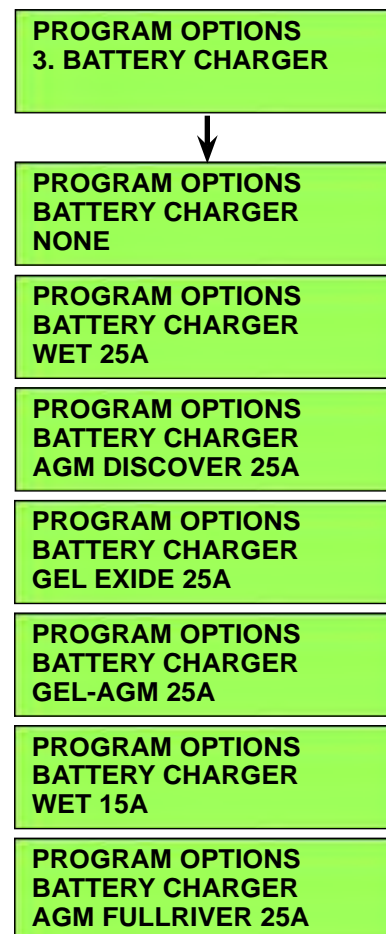 PROGRAM OPTIONS
3. BATTERY CHARGER
PROGRAM OPTIONS
BATTERY CHARGER
NONE
PROGRAM OPTIONS
BATTERY CHARGER
WET 25A
PROGRAM OPTIONS
BATTERY CHARGER
AGM DISCOVER 25A
PROGRAM OPTIONS
BATTERY CHARGER
GEL EXIDE 25A
PROGRAM OPTIONS
BATTERY CHARGER
GEL-AGM 25A
PROGRAM OPTIONS
BATTERY CHARGER
WET 15A
PROGRAM OPTIONS
BATTERY CHARGER
AGM FULLRIVER 25A